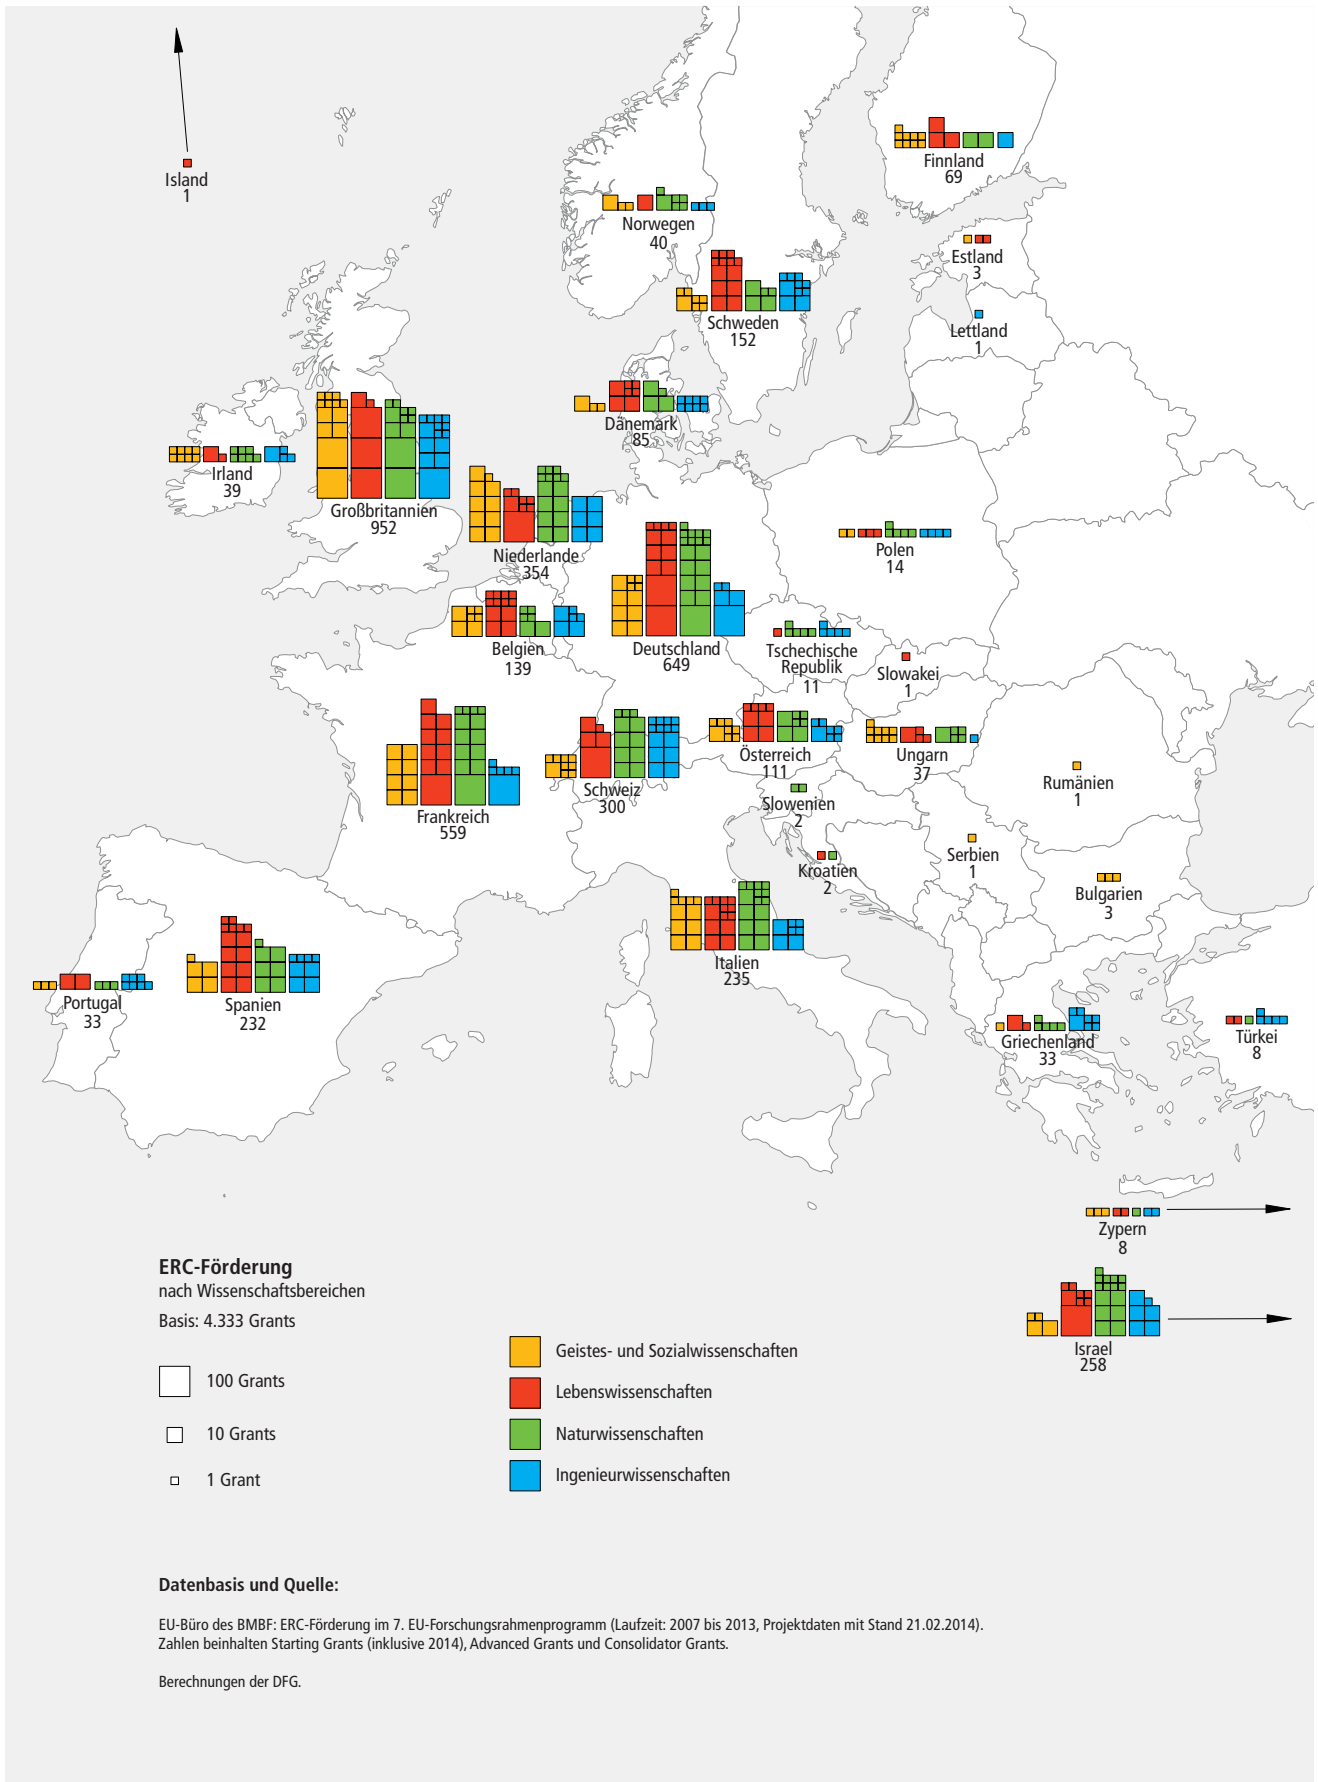 Island
1
Finnland
69
Norwegen
40
Estland
3
Schweden
152
Lettland
1
Dänemark
85
Irland
39
Großbritannien
952
Niederlande
354
Polen
14
Belgien
139
Deutschland
649
Tschechische
Republik
11
Slowakei
1
Frankreich
559
Schweiz
300
Österreich
111
Ungarn
37
Rumänien
1
Slowenien
2
Serbien
1
Kroatien
2
Bulgarien
3
Portugal
33
Spanien
232
Italien
235
Griechenland
33
Türkei
8
Zypern
8
Israel
258
ERC-Förderung
nach Wissenschaftsbereichen
Basis: 4.333 Grants
100 Grants
10 Grants
1 Grant
Geistes- und Sozialwissenschaften
Lebenswissenschaften
Naturwissenschaften
Ingenieurwissenschaften
Datenbasis und Quelle:
EU-Büro des BMBF: ERC-Förderung im 7. EU-Forschungsrahmenprogramm (Laufzeit: 2007 bis 2013, Projektdaten mit Stand 21.02.2014).
Zahlen beinhalten Starting Grants (inklusive 2014), Advanced Grants und Consolidator Grants.
Berechnungen der DFG.